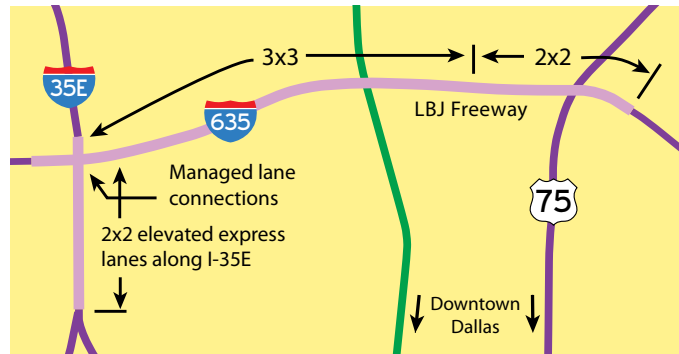 3x3
2x2
35E
635
LBJ Freeway
Managed lane
connections
75
2x2 elevated express
lanes along I-35E
Downtown
Dallas